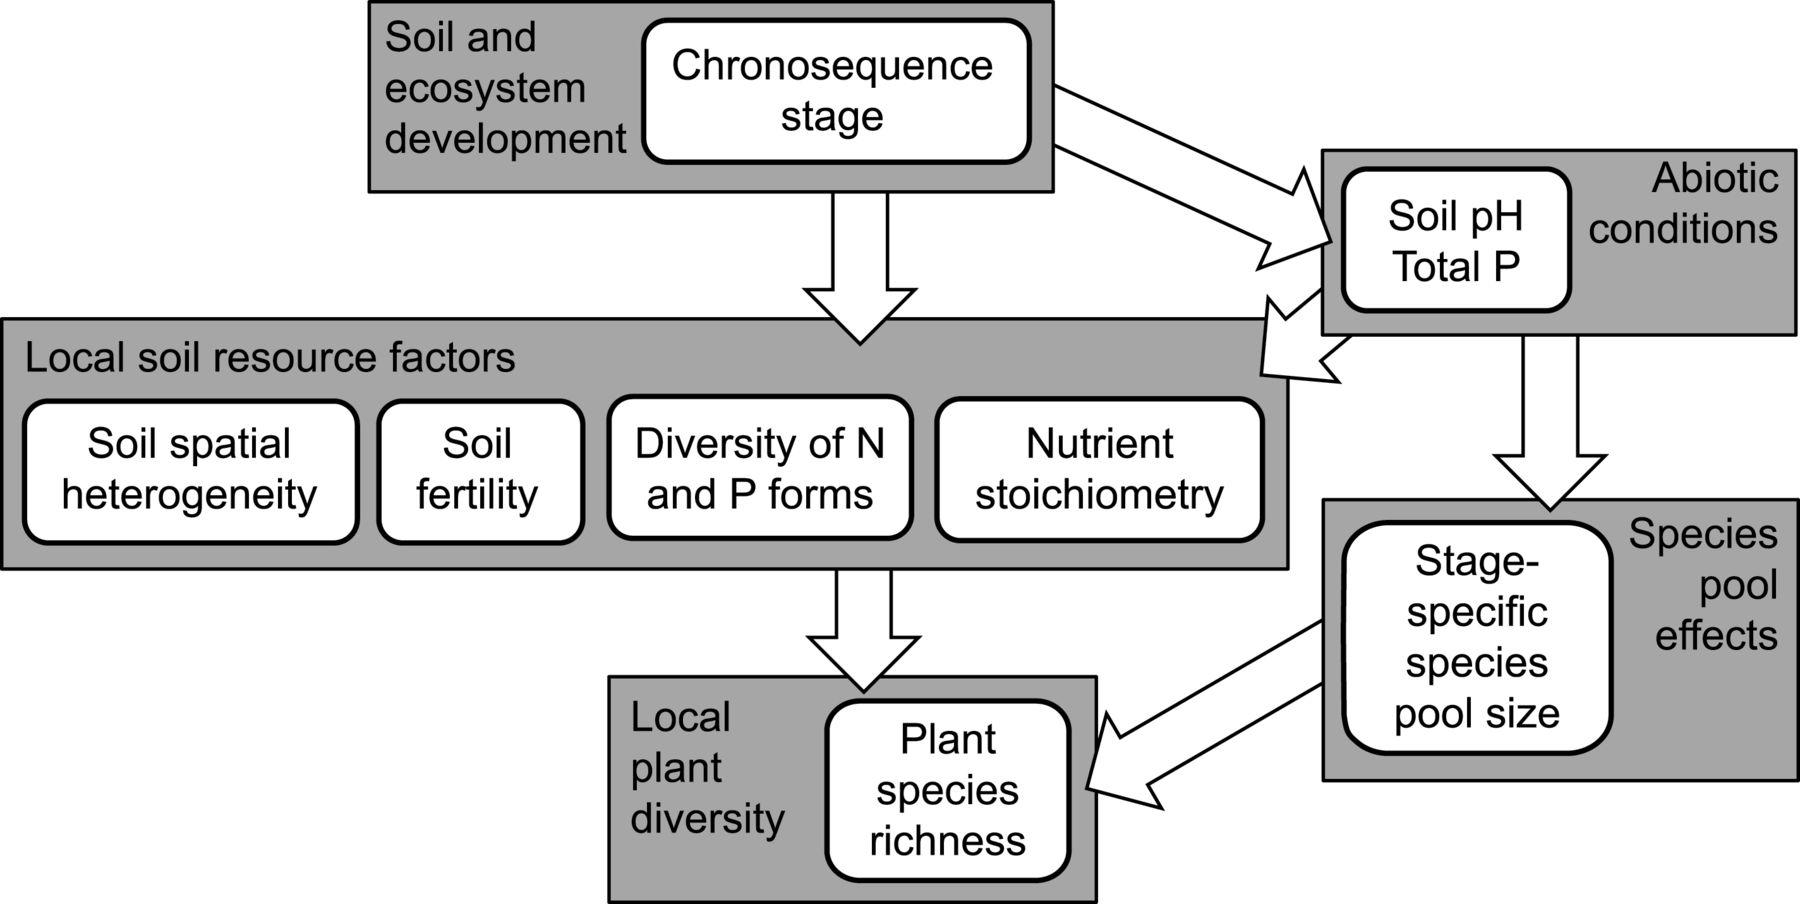 Soil and
ecosystem
development
Chronosequence
stage
Abiotic
conditions
Soil pH
Total P
Local soil resource factors
Soil spatial
heterogeneity
Soil
fertility
Diversity of N
and P forms
Nutrient
stoichiometry
Species
pool
effects
Stage-
specific
species
pool size
Local
plant
diversity
Plant
species
richness